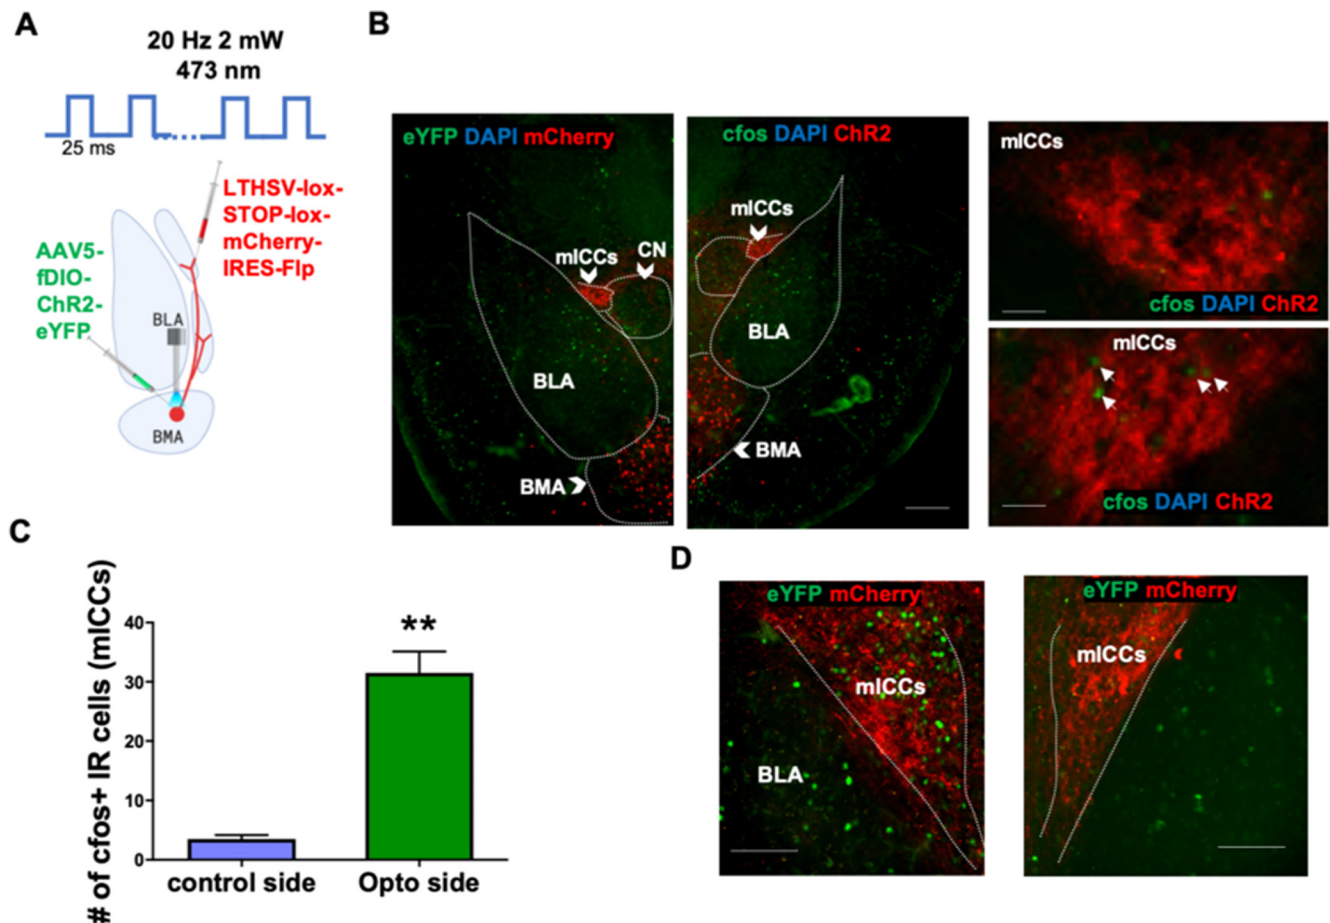 A
20 Hz 2 mW
473 nm
25 ms
LTHSV-lox-
STOP-lox-
mCherry-
IRES-Flp
AAV5-
fDIO-
ChR2-
eYFP
BLA
BMA
B
eYFP DAPI mCherry
mICCs
CN
BLA
BMA
cfos DAPI ChR2
mICCs
BLA
BMA
mICCs
cfos DAPI ChR2
mICCs
cfos DAPI ChR2
C
# of cfos+ IR cells (mICCs)
40
30
20
10
0
**
control side
Opto side
D
eYFP mCherry
mICCs
BLA
eYFP mCherry
mICCs